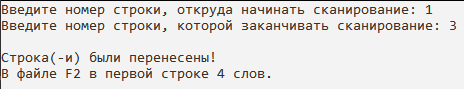 Введите номер строки, откруда начинать сканирование: 1
Введите номер строки, которой заканчивать сканирование: 3
Строка(-и) были перенесены!
В файле F2 в первой строке 4 слов.